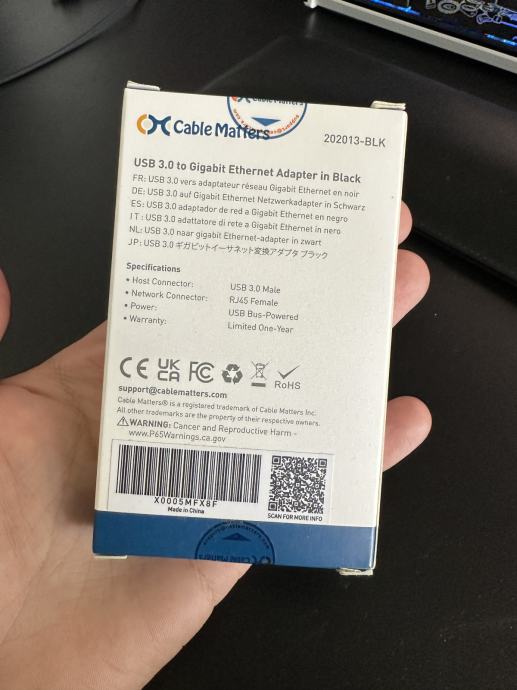 Cable Matters
Cable Matters
202013-BLK
USB 3.0 to Gigabit Ethernet Adapter in Black
FR: USB 3.0 vers adaptateur réseau Gigabit Ethernet en noir
DE: USB 3.0 auf Gigabit Ethernet Netzwerkadapter in Schwarz
ES: USB 3.0 adaptador de red a Gigabit Ethernet en negro
IT: USB 3.0 adattatore di rete a Gigabit Ethernet in nero
NL: USB 3.0 naar gigabit Ethernet-adapter in zwart
JP: USB 3.0 ギガビットイーサネット変換アダプタ ブラック
Specifications
• Host Connector: USB 3.0 Male
• Network Connector: RJ45 Female
• Power: USB Bus-Powered
• Warranty: Limited One-Year
CE UK CA FC RoHS
support@cablematters.com
Cable Matters® is a registered trademark of Cable Matters Inc.
All other trademarks are the property of their respective owners.
⚠WARNING: Cancer and Reproductive Harm -
www.P65Warnings.ca.gov
X0005MFX8F
Made in China
SCAN FOR MORE INFO
support@cablematters.com
Cable Matters